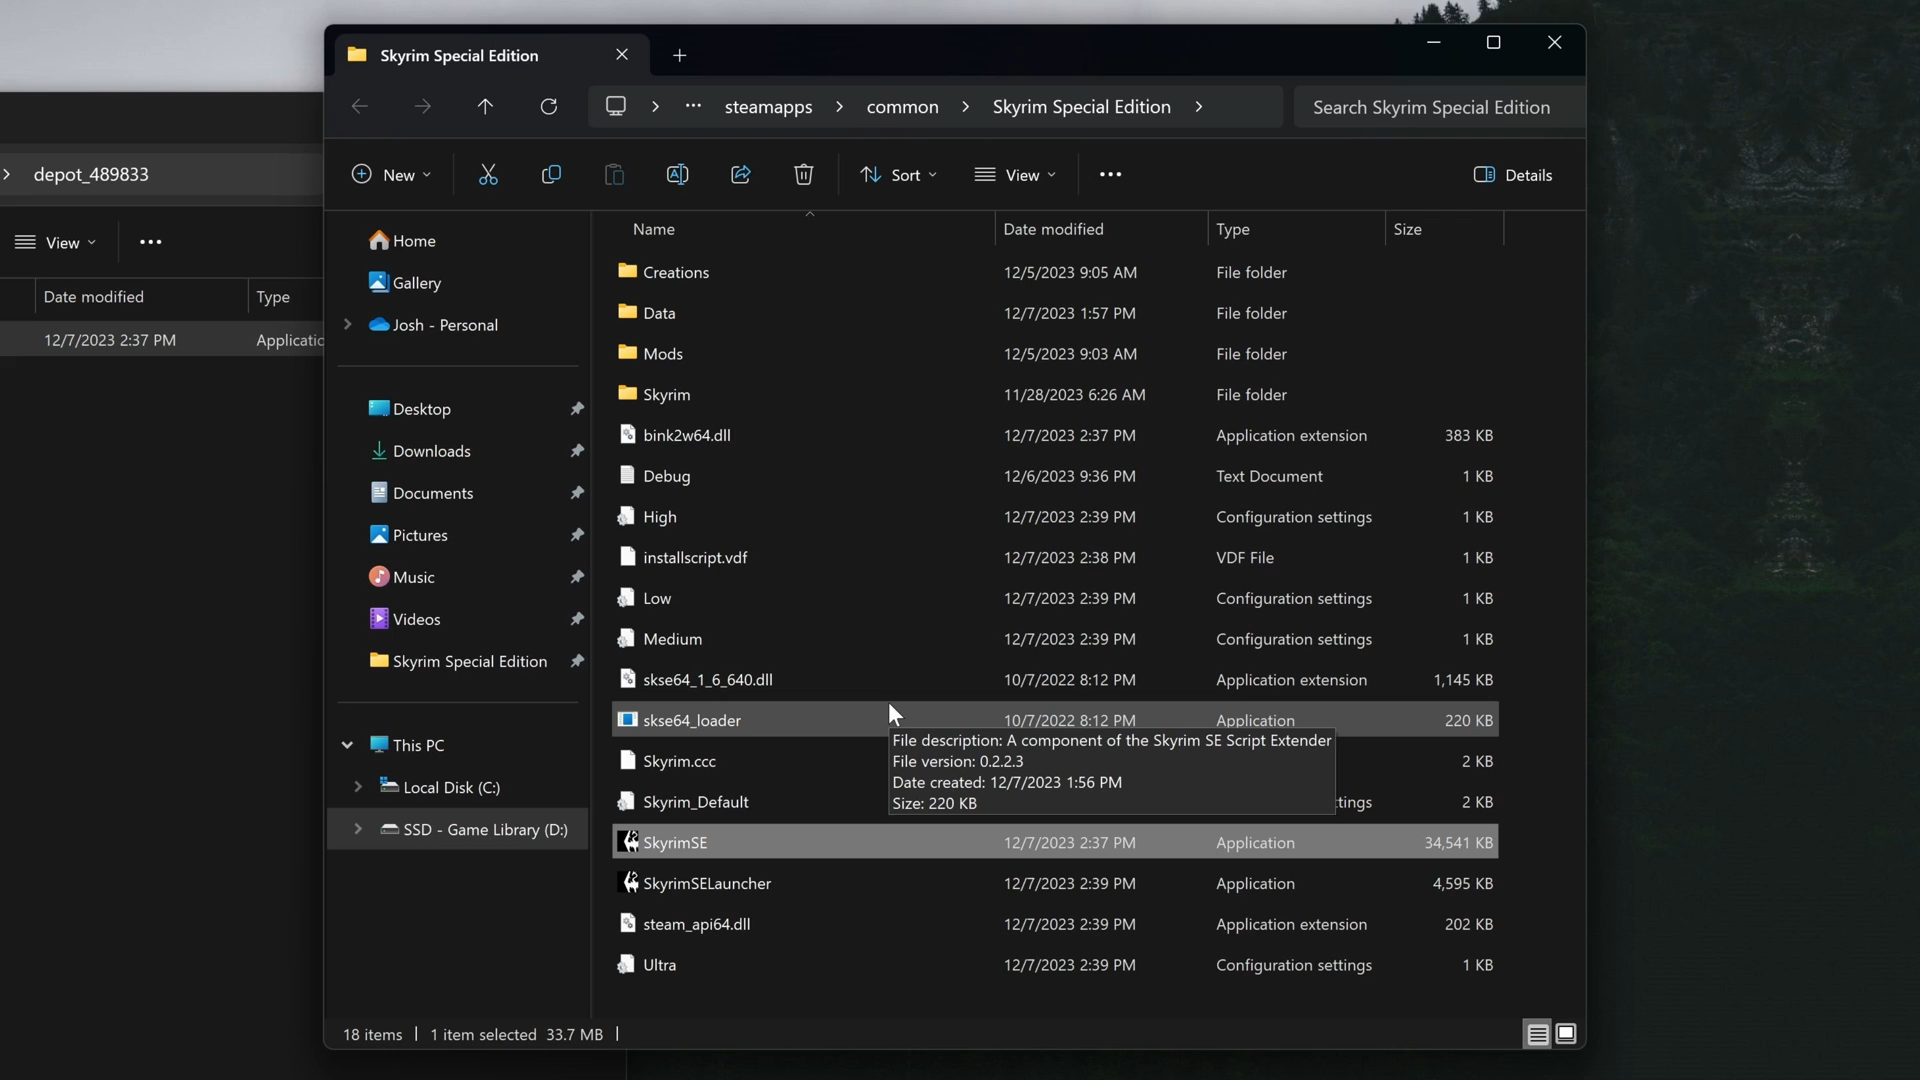 Skyrim Special Edition
steamapps > common > Skyrim Special Edition >
Search Skyrim Special Edition
> depot_489833
New
Sort
View
Details
View
Date modified Type
12/7/2023 2:37 PM Applicatic
Home
Gallery
Josh - Personal
Desktop
Downloads
Documents
Pictures
Music
Videos
Skyrim Special Edition
This PC
Local Disk (C:)
SSD - Game Library (D:)
Name Date modified Type Size
Creations 12/5/2023 9:05 AM File folder
Data 12/7/2023 1:57 PM File folder
Mods 12/5/2023 9:03 AM File folder
Skyrim 11/28/2023 6:26 AM File folder
bink2w64.dll 12/7/2023 2:37 PM Application extension 383 KB
Debug 12/6/2023 9:36 PM Text Document 1 KB
High 12/7/2023 2:39 PM Configuration settings 1 KB
installscript.vdf 12/7/2023 2:38 PM VDF File 1 KB
Low 12/7/2023 2:39 PM Configuration settings 1 KB
Medium 12/7/2023 2:39 PM Configuration settings 1 KB
skse64_1_6_640.dll 10/7/2022 8:12 PM Application extension 1,145 KB
skse64_loader 10/7/2022 8:12 PM Application 220 KB
File description: A component of the Skyrim SE Script Extender
File version: 0.2.2.3
Date created: 12/7/2023 1:56 PM
Size: 220 KB
Skyrim.ccc 2 KB
Skyrim_Default tings 2 KB
SkyrimSE 12/7/2023 2:37 PM Application 34,541 KB
SkyrimSELauncher 12/7/2023 2:39 PM Application 4,595 KB
steam_api64.dll 12/7/2023 2:39 PM Application extension 202 KB
Ultra 12/7/2023 2:39 PM Configuration settings 1 KB
18 items | 1 item selected 33.7 MB |